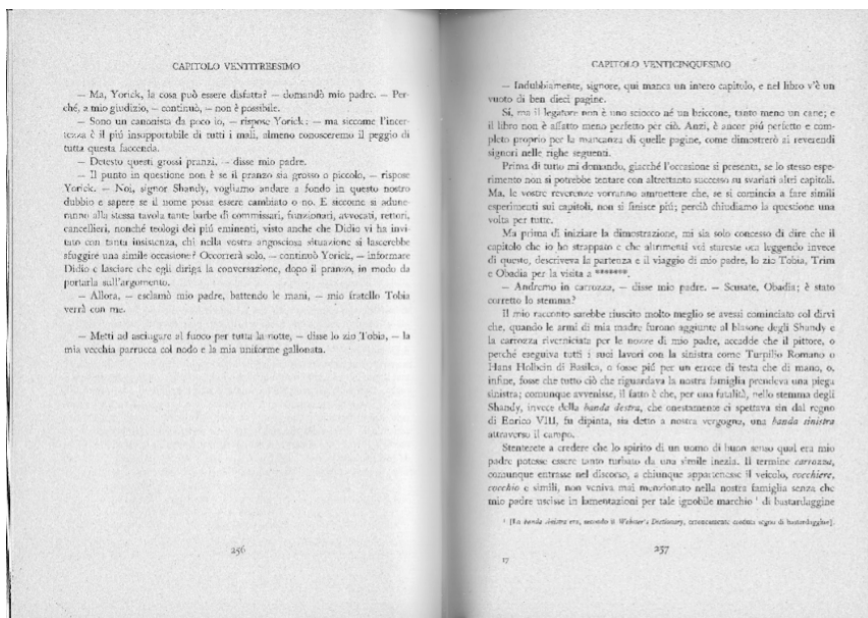 CAPITOLO VENTITREESIMO
— Ma, Yorick, la cosa può essere disfatta? — domandò mio padre. — Per-
ché, a mio giudizio, — continuò, — non è possibile.
— Sono un canonista da poco io, — rispose Yorick: — ma siccome l'incer-
tezza è il piú insopportabile di tutti i mali, almeno conosceremo il peggio di
tutta questa faccenda.
— Detesto questi grossi pranzi, — disse mio padre.
— Il punto in questione non è se il pranzo sia grosso o piccolo, — rispose
Yorick. — Noi, signor Shandy, vogliamo andare a fondo in questo nostro
dubbio e sapere se il nome possa essere cambiato o no. E siccome si adune-
ranno alla stessa tavola tante barbe di commissari, funzionari, avvocati, rettori,
cancellieri, nonché teologi dei piú eminenti, visto anche che Didio vi ha invi-
tato con tanta insistenza, chi nella vostra angosciosa situazione si lascerebbe
sfuggire una simile occasione? Occorrerà solo, — continuò Yorick, — informare
Didio e lasciare che egli diriga la conversazione, dopo il pranzo, in modo da
portarla sull'argomento.
— Allora, — esclamò mio padre, battendo le mani, — mio fratello Tobia
verrà con me.
— Metti ad asciugare al fuoco per tutta la notte, — disse lo zio Tobia, — la
mia vecchia parrucca col nodo e la mia uniforme gallonata.
256
CAPITOLO VENTICINQUESIMO
— Indubbiamente, signore, qui manca un intero capitolo, e nel libro v'è un
vuoto di ben dieci pagine.
Sí, ma il legatore non è uno sciocco né un briccone, tanto meno un cane; e
il libro non è affatto meno perfetto per ciò. Anzi, è ancor piú perfetto e com-
pleto proprio per la mancanza di quelle pagine, come dimostrerò ai reverendi
signori nelle righe seguenti.
Prima di tutto mi domando, giacché l'occasione si presenta, se lo stesso espe-
rimento non si potrebbe tentare con altrettanto successo su svariati altri capitoli.
Ma, le vostre reverenze vorranno ammettere che, se si comincia a fare simili
esperimenti sui capitoli, non si finisce piú; perciò chiudiamo la questione una
volta per tutte.
Ma prima di iniziare la dimostrazione, mi sia solo concesso di dire che il
capitolo che io ho strappato e che altrimenti voi stareste ora leggendo invece
di questo, descriveva la partenza e il viaggio di mio padre, lo zio Tobia, Trim
e Obadia per la visita a *******.
— Andremo in carrozza, — disse mio padre. — Scusate, Obadia; è stato
corretto lo stemma?
Il mio racconto sarebbe riuscito molto meglio se avessi cominciato col dirvi
che, quando le armi di mia madre furono aggiunte al blasone degli Shandy e
la carrozza riverniciata per le nozze di mio padre, accadde che il pittore, o
perché eseguiva tutti i suoi lavori con la sinistra come Turpilio Romano o
Hans Holbein di Basilea, o fosse piú per un errore di testa che di mano, o,
infine, fosse che tutto ciò che riguardava la nostra famiglia prendeva una piega
sinistra; comunque avvenisse, il fatto è che, per una fatalità, nello stemma degli
Shandy, invece della banda destra, che onestamente ci spettava sin dal regno
di Enrico VIII, fu dipinta, sia detto a nostra vergogna, una banda sinistra
attraverso il campo.
Stenterete a credere che lo spirito di un uomo di buon senso qual era mio
padre potesse essere tanto turbato da una simile inezia. Il termine carrozza,
comunque entrasse nel discorso, a chiunque appartenesse il veicolo, cocchiere,
cocchio e simili, non veniva mai menzionato nella nostra famiglia senza che
mio padre uscisse in lamentazioni per tale ignobile marchio ¹ di bastardaggine
¹ [La banda sinistra era, secondo il Webster's Dictionary, erroneamente creduta segno di bastardaggine].
257
17